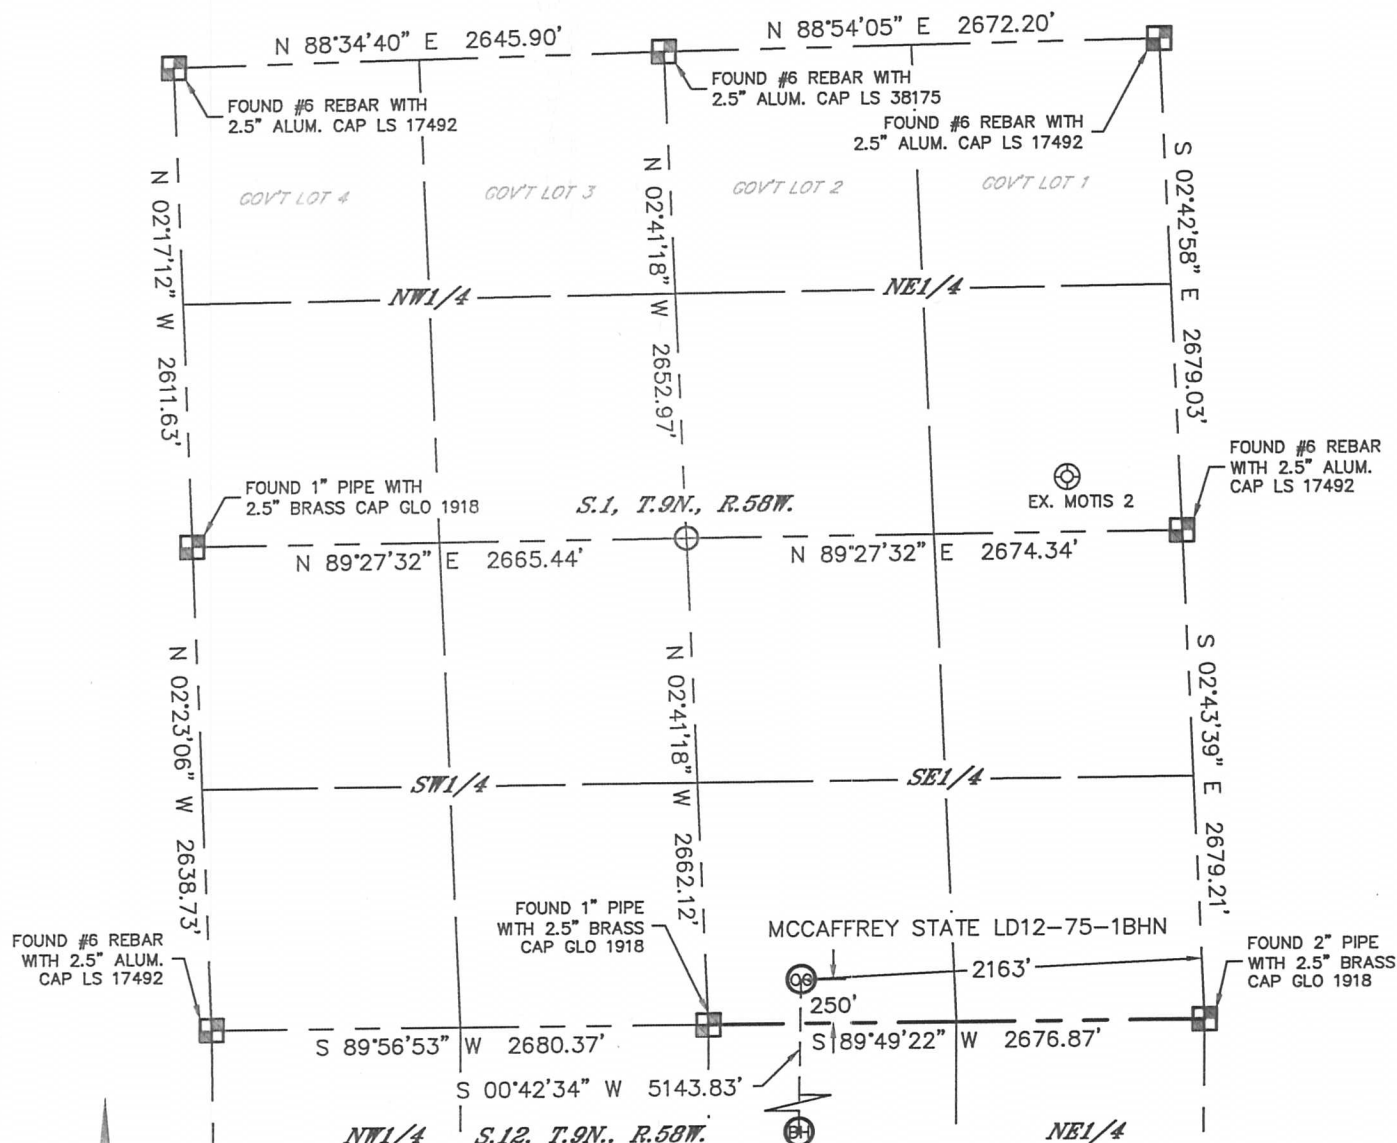 N 88°34'40" E 2645.90'
N 88°54'05" E 2672.20'
FOUND #6 REBAR WITH
2.5" ALUM. CAP LS 17492
FOUND #6 REBAR WITH
2.5" ALUM. CAP LS 38175
FOUND #6 REBAR WITH
2.5" ALUM. CAP LS 17492
GOV'T LOT 4
GOV'T LOT 3
GOV'T LOT 2
GOV'T LOT 1
N 02°17'12" W 2611.63'
N 02°41'18" W 2652.97'
S 02°42'58" E 2679.03'
NW1/4
NE1/4
FOUND 1" PIPE WITH
2.5" BRASS CAP GLO 1918
S.1, T.9N., R.58W.
EX. MOTIS 2
FOUND #6 REBAR
WITH 2.5" ALUM.
CAP LS 17492
N 89°27'32" E 2665.44'
N 89°27'32" E 2674.34'
N 02°23'06" W 2638.73'
N 02°41'18" W 2662.12'
S 02°43'39" E 2679.21'
SW1/4
SE1/4
FOUND #6 REBAR
WITH 2.5" ALUM.
CAP LS 17492
FOUND 1" PIPE
WITH 2.5" BRASS
CAP GLO 1918
MCCAFFREY STATE LD12-75-1BHN
FOUND 2" PIPE
WITH 2.5" BRASS
CAP GLO 1918
OG
2163'
250'
S 89°56'53" W 2680.37'
S 89°49'22" W 2676.87'
S 00°42'34" W 5143.83'
NW1/4
S.12, T.9N., R.58W.
BH
NE1/4